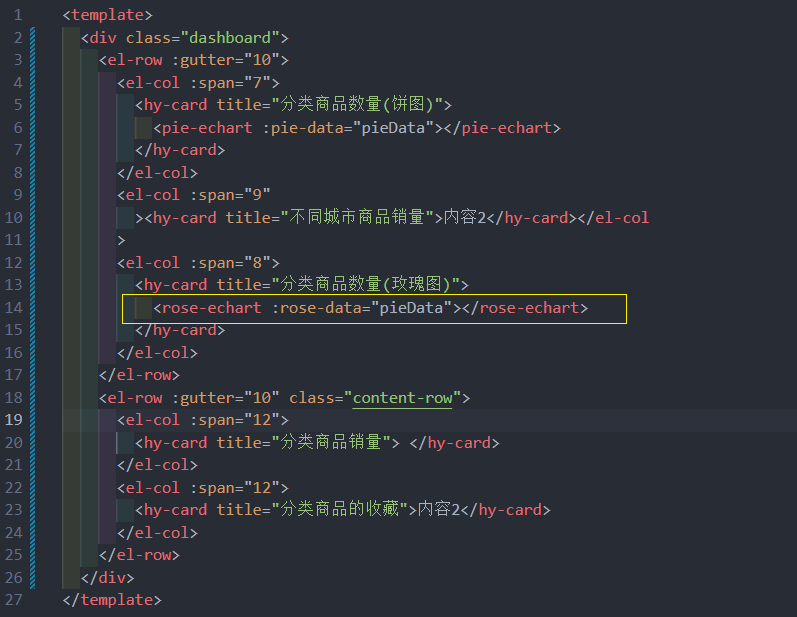 1 <template>
2 <div class="dashboard">
3 <el-row :gutter="10">
4 <el-col :span="7">
5 <hy-card title="分类商品数量(饼图)">
6 <pie-echart :pie-data="pieData"></pie-echart>
7 </hy-card>
8 </el-col>
9 <el-col :span="9"
10 ><hy-card title="不同城市商品销量">内容2</hy-card></el-col
11 >
12 <el-col :span="8">
13 <hy-card title="分类商品数量(玫瑰图)">
14 <rose-echart :rose-data="pieData"></rose-echart>
15 </hy-card>
16 </el-col>
17 </el-row>
18 <el-row :gutter="10" class="content-row">
19 <el-col :span="12">
20 <hy-card title="分类商品销量"> </hy-card>
21 </el-col>
22 <el-col :span="12">
23 <hy-card title="分类商品的收藏">内容2</hy-card>
24 </el-col>
25 </el-row>
26 </div>
27 </template>